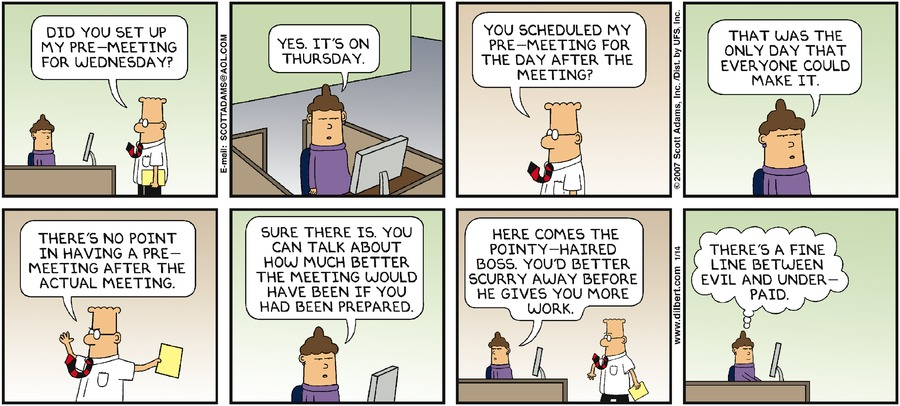 DID YOU SET UP
MY PRE-MEETING
FOR WEDNESDAY?
E-mail: SCOTTADAMS@AOL.COM
YES. IT'S ON
THURSDAY.
YOU SCHEDULED MY
PRE-MEETING FOR
THE DAY AFTER THE
MEETING?
© 2007 Scott Adams, Inc./Dist. by UFS, Inc.
THAT WAS THE
ONLY DAY THAT
EVERYONE COULD
MAKE IT.
THERE'S NO POINT
IN HAVING A PRE-
MEETING AFTER THE
ACTUAL MEETING.
SURE THERE IS. YOU
CAN TALK ABOUT
HOW MUCH BETTER
THE MEETING WOULD
HAVE BEEN IF YOU
HAD BEEN PREPARED.
HERE COMES THE
POINTY-HAIRED
BOSS. YOU'D BETTER
SCURRY AWAY BEFORE
HE GIVES YOU MORE
WORK.
www.dilbert.com 1/14
THERE'S A FINE
LINE BETWEEN
EVIL AND UNDER-
PAID.